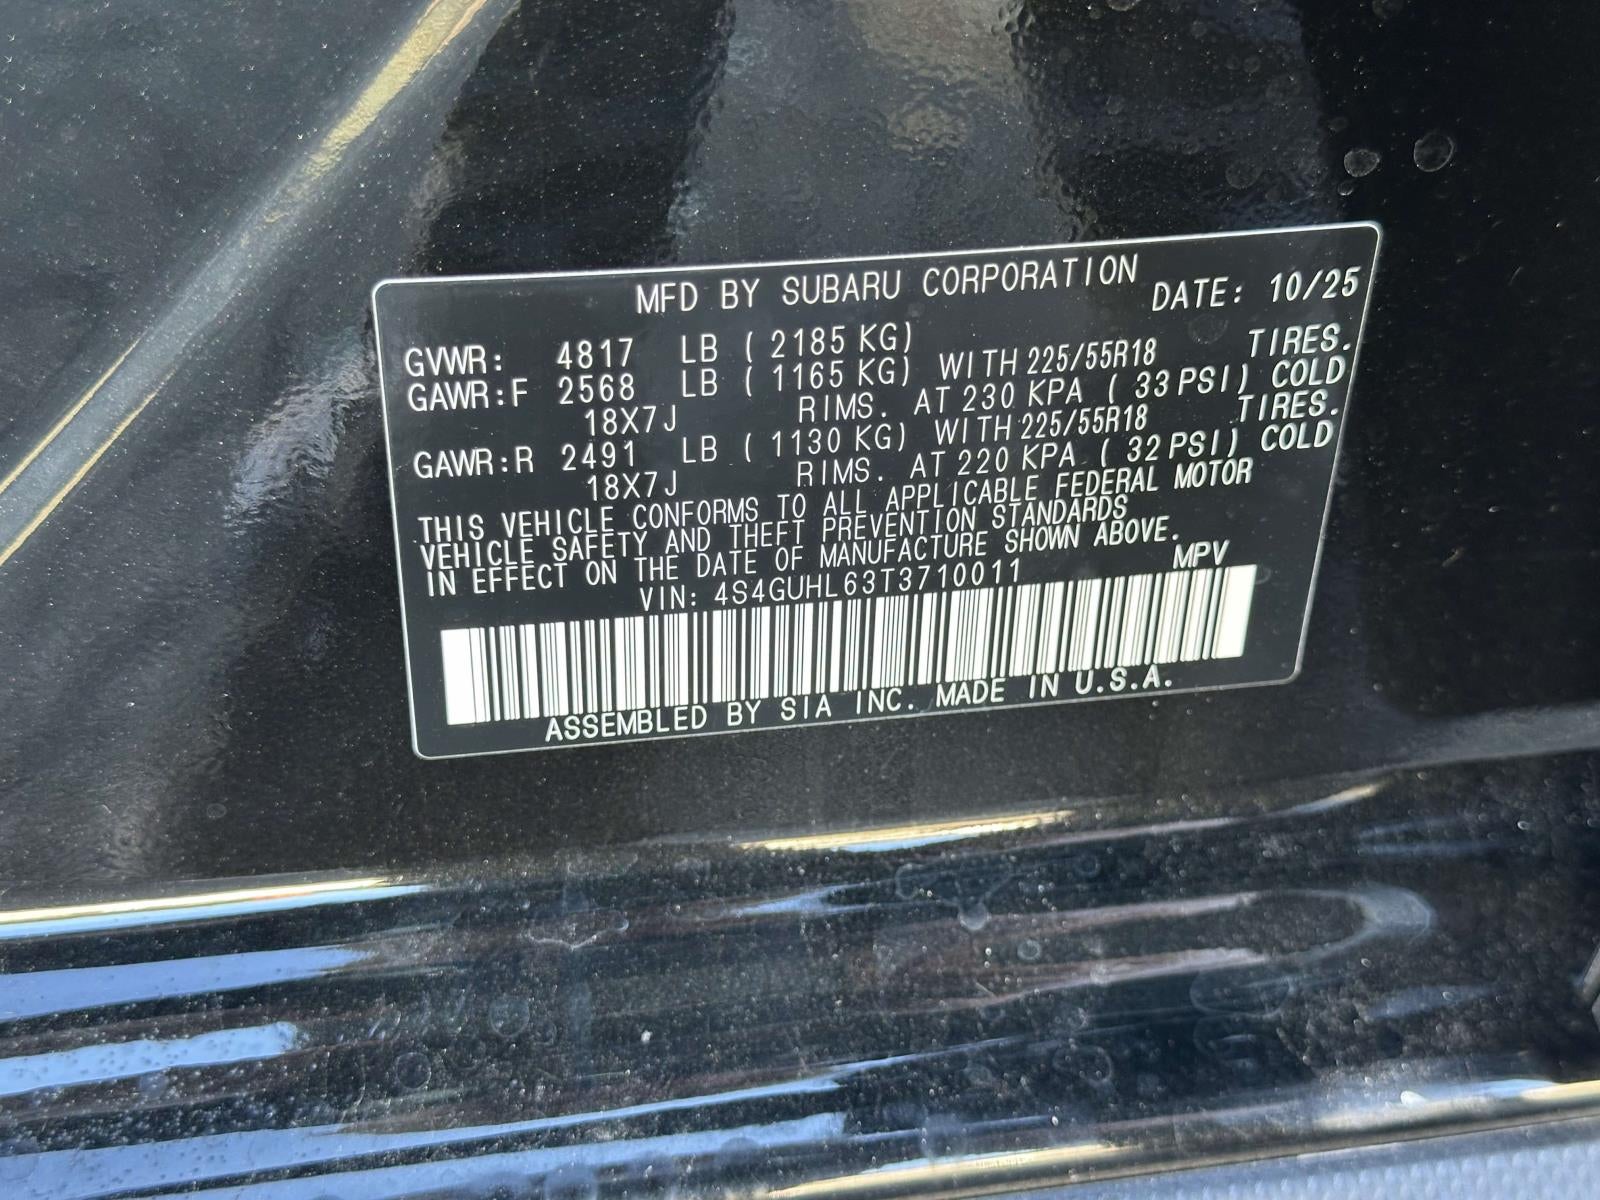 MFD BY SUBARU CORPORATION DATE: 10/25
GVWR: 4817 LB ( 2185 KG)
GAWR:F 2568 LB ( 1165 KG) WITH 225/55R18 TIRES.
18X7J RIMS. AT 230 KPA ( 33 PSI) COLD
GAWR:R 2491 LB ( 1130 KG) WITH 225/55R18 TIRES.
18X7J RIMS. AT 220 KPA ( 32 PSI) COLD
THIS VEHICLE CONFORMS TO ALL APPLICABLE FEDERAL MOTOR
VEHICLE SAFETY AND THEFT PREVENTION STANDARDS
IN EFFECT ON THE DATE OF MANUFACTURE SHOWN ABOVE.
VIN: 4S4GUHL63T3710011 MPV
ASSEMBLED BY SIA INC. MADE IN U.S.A.